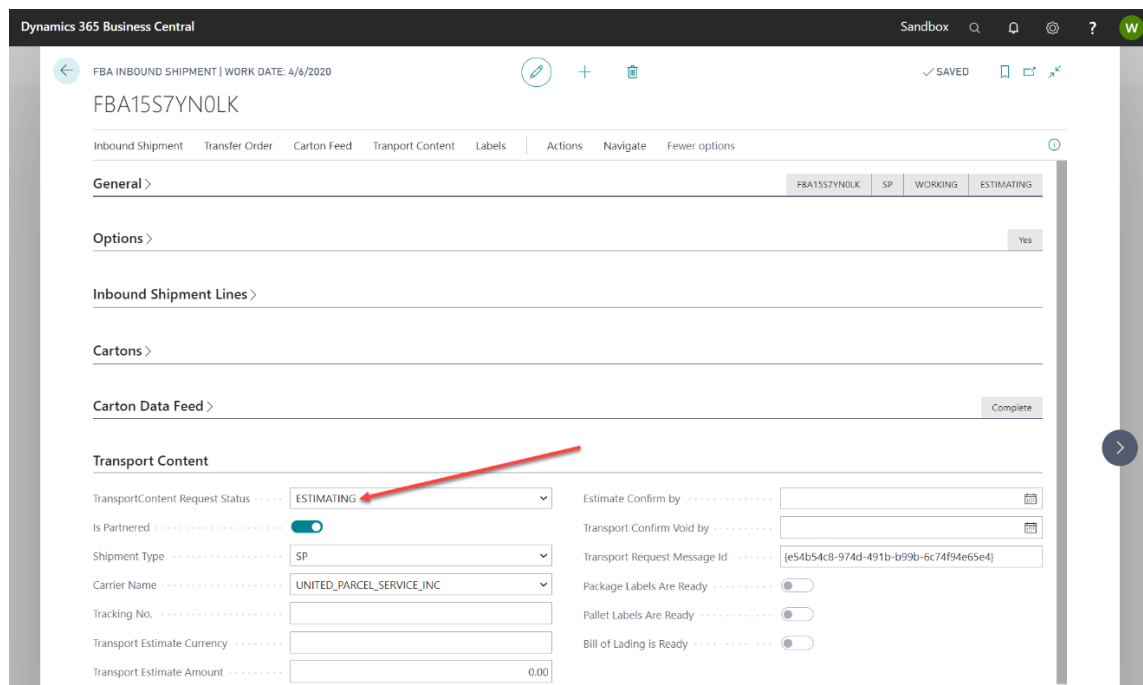 Dynamics 365 Business Central Sandbox ? W
FBA INBOUND SHIPMENT | WORK DATE: 4/6/2020 SAVED
FBA15S7YN0LK
Inbound Shipment Transfer Order Carton Feed Tranport Content Labels Actions Navigate Fewer options
General FBA15S7YN0LK SP WORKING ESTIMATING
Options Yes
Inbound Shipment Lines
Cartons
Carton Data Feed Complete
Transport Content
TransportContent Request Status ESTIMATING Estimate Confirm by
Is Partnered Transport Confirm Void by
Shipment Type SP Transport Request Message Id {e54b54c8-974d-491b-b99b-6c74f94e65e4}
Carrier Name UNITED_PARCEL_SERVICE_INC Package Labels Are Ready
Tracking No. Pallet Labels Are Ready
Transport Estimate Currency Bill of Lading is Ready
Transport Estimate Amount 0.00